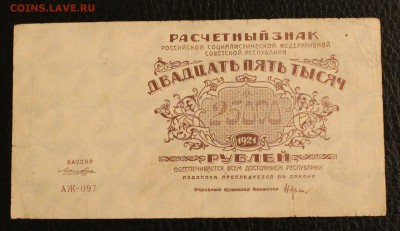 COINS.LAVE.RU
РАСЧЕТНЫЙ ЗНАК
РОССИЙСКОЙ СОЦИАЛИСТИЧЕСКОЙ ФЕДЕРАТИВНОЙ
СОВЕТСКОЙ РЕСПУБЛИКИ
ДВАДЦАТЬ ПЯТЬ ТЫСЯЧ
25000
1921
РУБЛЕЙ
ОБЕСПЕЧИВАЕТСЯ ВСЕМ ДОСТОЯНИЕМ РЕСПУБЛИКИ
ПОДДЕЛКА ПРЕСЛЕДУЕТСЯ ПО ЗАКОНУ
Народный Комиссар Финансов
КАССИР
АЖ-097